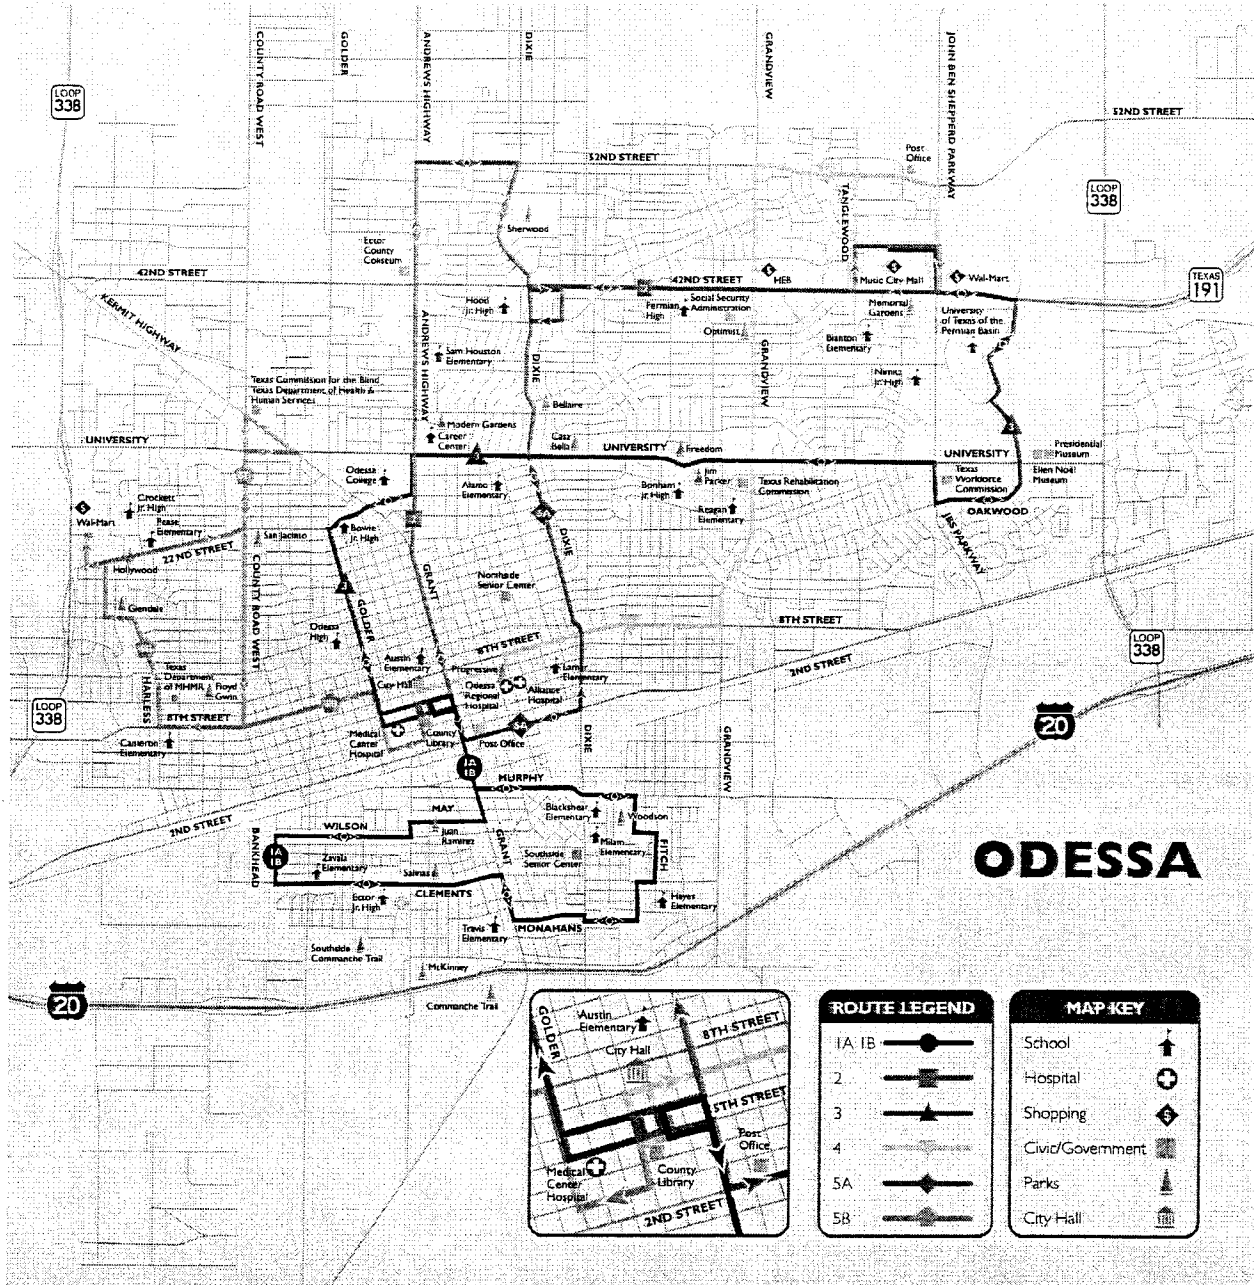 COUNTY ROAD WEST
GOLDER
ANDREWS HIGHWAY
DIXIE
GRANDVIEW
JOHN BEN SHEPPERD PARKWAY
LOOP
338
52ND STREET
52ND STREET
Post
Office
LOOP
338
TANGLEWOOD
Sherwood
Ector
County
Coliseum
42ND STREET
42ND STREET
HEB
Music City Mall
Wal-Mart
TEXAS
191
KERMIT HIGHWAY
Hood
Jr. High
Permian
High
Social Security
Administration
Optimist
Memorial
Gardens
University
of Texas of the
Permian Basin
Blanton
Elementary
Nimitz
Jr. High
ANDREWS HIGHWAY
Sam Houston
Elementary
DIXIE
GRANDVIEW
Texas Commission for the Blind
Texas Department of Health &
Human Services
Bellaire
Modern Gardens
Career
Center
Casa
Bello
UNIVERSITY
UNIVERSITY
Freedom
UNIVERSITY
Presidential
Museum
Ellen Noel
Museum
3
2
Odessa
College
Alamo
Elementary
Bonham
Jr. High
Jim
Parker
Texas Rehabilitation
Commission
Reagan
Elementary
Texas
Workforce
Commission
OAKWOOD
JBS PARKWAY
Wal-Mart
Crockett
Jr. High
Pease
Elementary
22ND STREET
San Jacinto
Bowie
Jr. High
5A
DIXIE
Hollywood
COUNTY ROAD WEST
3
GOLDER
GRANT
Northside
Senior Center
Glendale
Odessa
High
8TH STREET
8TH STREET
2ND STREET
LOOP
338
Texas
Department
of MHMR
Floyd
Gwin
HARLESS
Austin
Elementary
City Hall
Progressive
Odessa
Regional
Hospital
Alliance
Hospital
Lamar
Elementary
LOOP
338
8TH STREET
Cameron
Elementary
Medical
Center
Hospital
County
Library
Post Office
5A
DIXIE
GRANDVIEW
20
1A
1B
MURPHY
2ND STREET
MAY
WILSON
BANKHEAD
Juan
Ramirez
Blackshear
Elementary
Woodson
Milam
Elementary
FITCH
GRANT
Southside
Senior Center
1A
1B
Zavala
Elementary
Salinas
CLEMENTS
Ector
Jr. High
Hayes
Elementary
Travis
Elementary
MONAHANS
ODESSA
Southside
Commanche Trail
McKinney
Commanche Trail
20
GOLDER
Austin
Elementary
City Hall
8TH STREET
5TH STREET
Post
Office
Medical
Center
Hospital
County
Library
2ND STREET
ROUTE LEGEND
1A 1B
2
3
4
5A
5B
MAP KEY
School
Hospital
Shopping
Civic/Government
Parks
City Hall